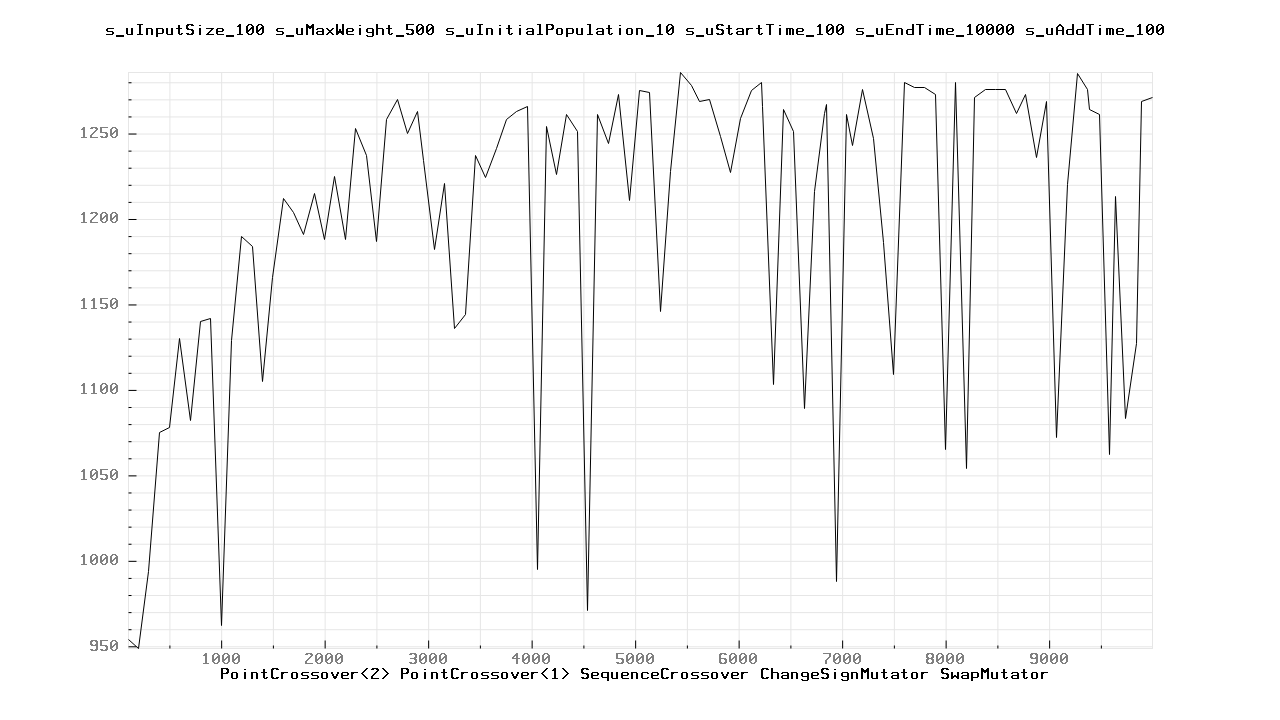 s_uInputSize_100 s_uMaxWeight_500 s_uInitialPopulation_10 s_uStartTime_100 s_uEndTime_10000 s_uAddTime_100
1250
1200
1150
1100
1050
1000
950
1000 2000 3000 4000 5000 6000 7000 8000 9000
PointCrossover<2> PointCrossover<1> SequenceCrossover ChangeSignMutator SwapMutator